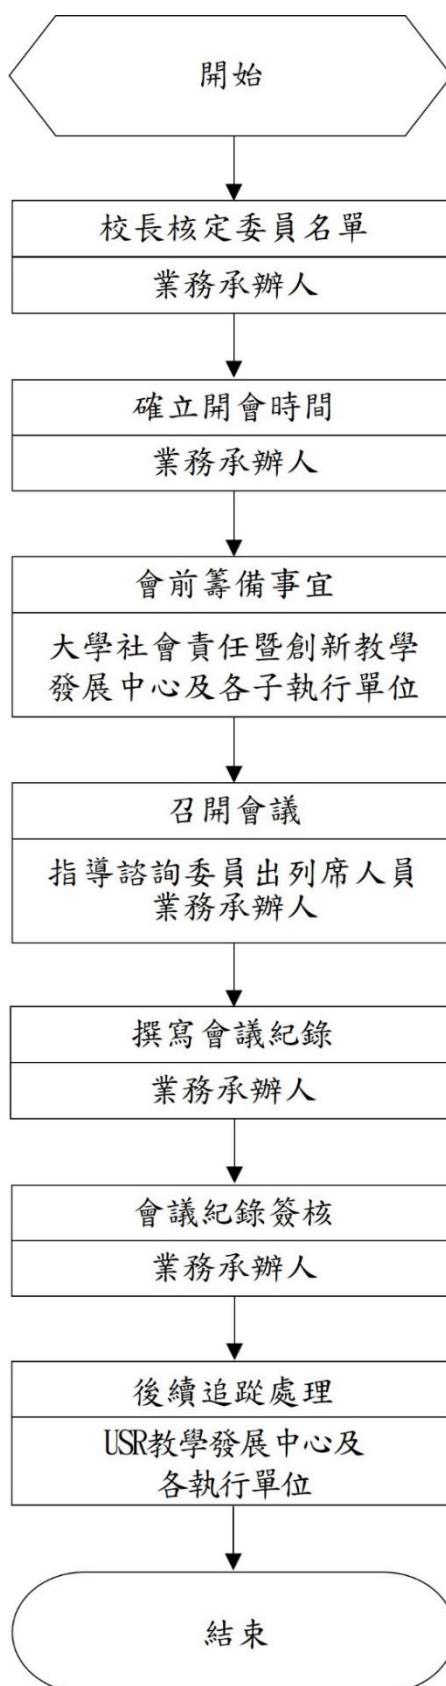 開始
校長核定委員名單
業務承辦人
確立開會時間
業務承辦人
會前籌備事宜
大學社會責任暨創新教學
發展中心及各子執行單位
召開會議
指導諮詢委員出列席人員
業務承辦人
撰寫會議紀錄
業務承辦人
會議紀錄簽核
業務承辦人
後續追蹤處理
USR教學發展中心及
各執行單位
結束